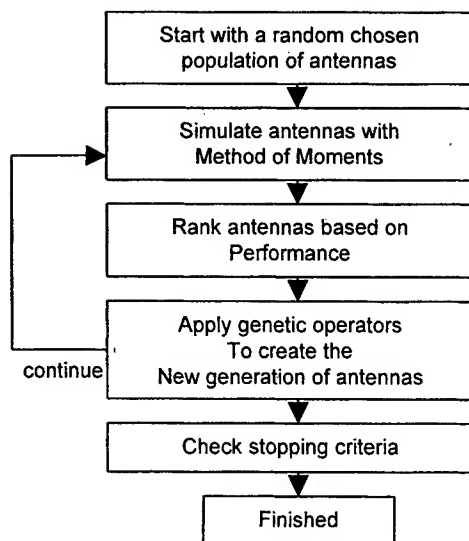 Start with a random chosen
population of antennas
Simulate antennas with
Method of Moments
Rank antennas based on
Performance
Apply genetic operators
To create the
New generation of antennas
continue
Check stopping criteria
Finished